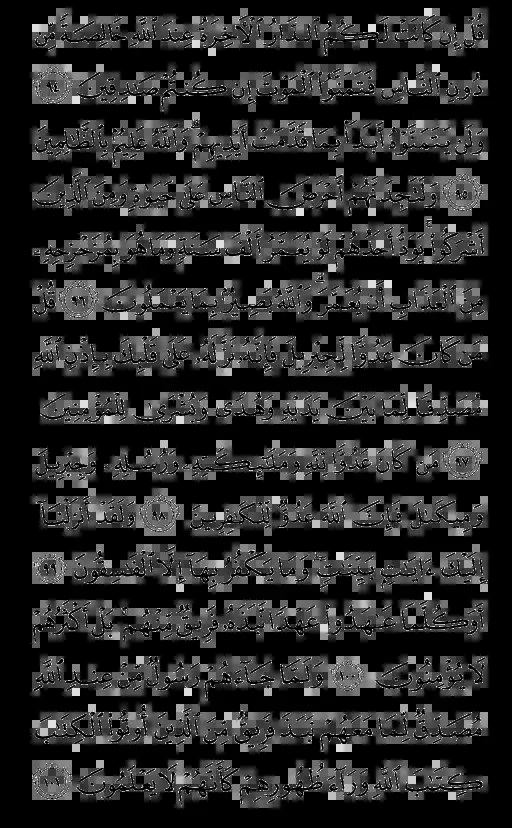 قُلْ إِن كَانَتْ لَكُمُ ٱلدَّارُ ٱلْـَٔاخِرَةُ عِندَ ٱللَّهِ خَالِصَةً مِّن
دُونِ ٱلنَّاسِ فَتَمَنَّوُا۟ ٱلْمَوْتَ إِن كُنتُمْ صَـٰدِقِينَ ٩٤
وَلَن يَتَمَنَّوْهُ أَبَدًۢا بِمَا قَدَّمَتْ أَيْدِيهِمْ ۗ وَٱللَّهُ عَلِيمٌۢ بِٱلظَّـٰلِمِينَ
٩٥ وَلَتَجِدَنَّهُمْ أَحْرَصَ ٱلنَّاسِ عَلَىٰ حَيَوٰةٍ وَمِنَ ٱلَّذِينَ
أَشْرَكُوا۟ ۚ يَوَدُّ أَحَدُهُمْ لَوْ يُعَمَّرُ أَلْفَ سَنَةٍ وَمَا هُوَ بِمُزَحْزِحِهِۦ
مِنَ ٱلْعَذَابِ أَن يُعَمَّرَ ۗ وَٱللَّهُ بَصِيرٌۢ بِمَا يَعْمَلُونَ ٩٦ قُلْ
مَن كَانَ عَدُوًّا لِّجِبْرِيلَ فَإِنَّهُۥ نَزَّلَهُۥ عَلَىٰ قَلْبِكَ بِإِذْنِ ٱللَّهِ
مُصَدِّقًا لِّمَا بَيْنَ يَدَيْهِ وَهُدًى وَبُشْرَىٰ لِلْمُؤْمِنِينَ
٩٧ مَن كَانَ عَدُوًّا لِّلَّهِ وَمَلَـٰٓئِكَتِهِۦ وَرُسُلِهِۦ وَجِبْرِيلَ
وَمِيكَىٰلَ فَإِنَّ ٱللَّهَ عَدُوٌّ لِّلْكَـٰفِرِينَ ٩٨ وَلَقَدْ أَنزَلْنَآ
إِلَيْكَ ءَايَـٰتٍۭ بَيِّنَـٰتٍ ۖ وَمَا يَكْفُرُ بِهَآ إِلَّا ٱلْفَـٰسِقُونَ ٩٩
أَوَكُلَّمَا عَـٰهَدُوا۟ عَهْدًا نَّبَذَهُۥ فَرِيقٌ مِّنْهُم ۚ بَلْ أَكْثَرُهُمْ
لَا يُؤْمِنُونَ ١٠٠ وَلَمَّا جَآءَهُمْ رَسُولٌ مِّنْ عِندِ ٱللَّهِ
مُصَدِّقٌ لِّمَا مَعَهُمْ نَبَذَ فَرِيقٌ مِّنَ ٱلَّذِينَ أُوتُوا۟ ٱلْكِتَـٰبَ
كِتَـٰبَ ٱللَّهِ وَرَآءَ ظُهُورِهِمْ كَأَنَّهُمْ لَا يَعْلَمُونَ ١٠١